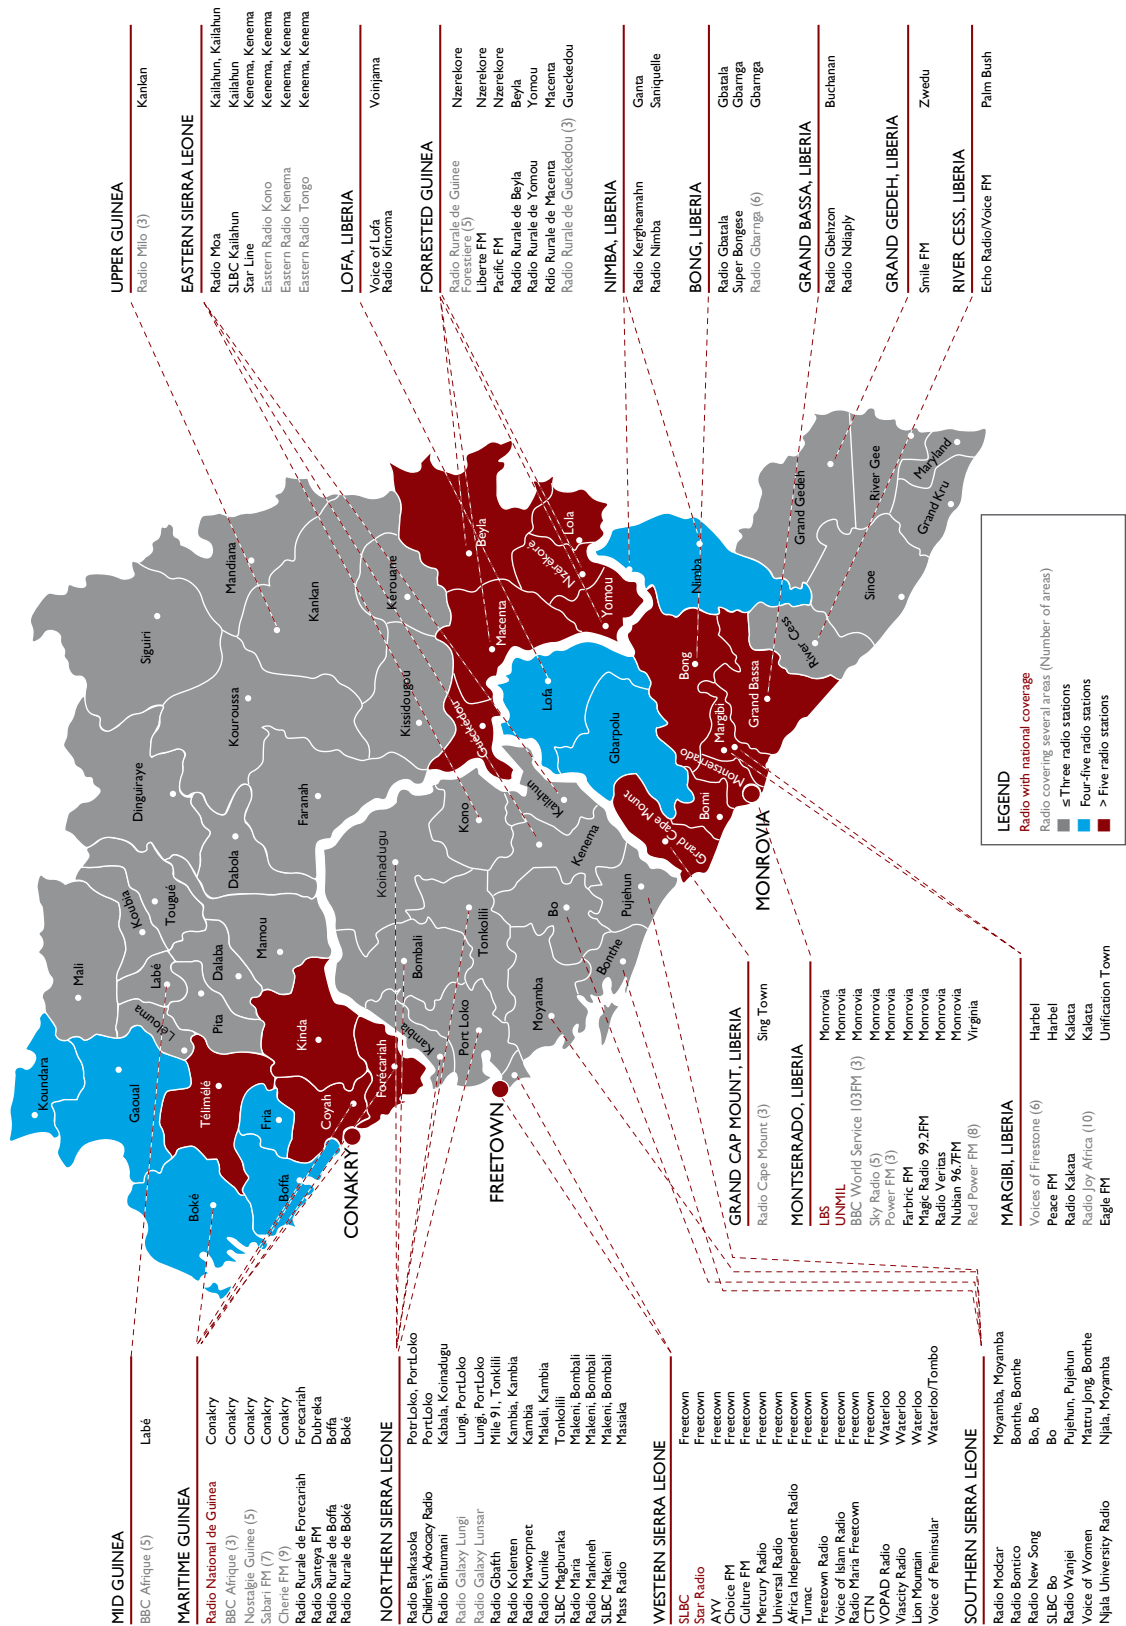 MID GUINEA
BBC Afrique (5) Labé
MARITIME GUINEA
Radio National de Guinea Conakry
BBC Afrique (3) Conakry
Nostalgie Guinee (5) Conakry
Sabari FM (7) Conakry
Cherie FM (9) Conakry
Radio Rurale de Forecariah Forecariah
Radio Santreya FM Dubreka
Radio Rurale de Boffa Boffa
Radio Rurale de Boké Boké
NORTHERN SIERRA LEONE
Radio Bankasoka PortLoko, PortLoko
Children's Advocacy Radio PortLoko
Radio Bintumani Kabala, Koinadugu
Radio Galaxy Lungi Lungi, PortLoko
Radio Galaxy Lunsar Lungi, PortLoko
Radio Gbafth Mile 91, Tonklili
Radio Kolenten Kambia, Kambia
Radio Maworpnet Kambia
Radio Kunike Makali, Kambia
SLBC Magburaka Tonkolili
Radio Maria Makeni, Bombali
Radio Mankneh Makeni, Bombali
SLBC Makeni Makeni, Bombali
Mass Radio Masiaka
WESTERN SIERRA LEONE
SLBC Freetown
Star Radio Freetown
AYV Freetown
Choice FM Freetown
Culture FM Freetown
Mercury Radio Freetown
Universal Radio Freetown
Africa Independent Radio Freetown
Tumac Freetown
Freetown Radio Freetown
Voice of Islam Radio Freetown
Radio Maria Freetown Freetown
CTN Freetown
VOPAD Radio Waterloo
Viascity Radio Waterloo
Lion Mountain Waterloo
Voice of Peninsular Waterloo/Tombo
SOUTHERN SIERRA LEONE
Radio Modcar Moyamba, Moyamba
Radio Bontico Bonthe, Bonthe
Radio New Song Bo, Bo
SLBC Bo Bo
Radio Wanjei Pujehun, Pujehun
Voice of Women Mattru Jong, Bonthe
Njala University Radio Njala, Moyamba
GRAND CAP MOUNT, LIBERIA
Radio Cape Mount (3) Sing Town
MONTSERRADO, LIBERIA
LBS Monrovia
UNMIL Monrovia
BBC World Service 103FM (3) Monrovia
Sky Radio (5) Monrovia
Power FM (3) Monrovia
Farbric FM Monrovia
Magic Radio 99.2FM Monrovia
Radio Veritas Monrovia
Nubian 96.7FM Monrovia
Red Power FM (8) Virginia
MARGIBI, LIBERIA
Voices of Firestone (6) Harbel
Peace FM Harbel
Radio Kakata Kakata
Radio Joy Africa (10) Kakata
Eagle FM Unification Town
Koundara
Gaoual
Mali
Koubia
Labé
Tougué
Lélouma
Dalaba
Pita
Mamou
Télimélé
Fria
Boké
Boffa
Kinda
Coyah
Forécariah
CONAKRY
Dinguiraye
Siguiri
Kouroussa
Mandiana
Dabola
Faranah
Kankan
Kérouane
Kissidougou
Gueckedou
Macenta
Beyla
Nzérékoré
Lola
Yomou
Koinadugu
Bombali
Kambia
Port Loko
Tonkolili
Kono
Kailahun
Kenema
Bo
Moyamba
Bonthe
Pujehun
FREETOWN
Lofa
Gbarpolu
Grand Cape Mount
Bomi
Montserrado
Margibi
Bong
Grand Bassa
Nimba
River Cess
Grand Gedeh
Sinoe
River Gee
Grand Kru
Maryland
MONROVIA
LEGEND
Radio with national coverage
Radio covering several areas (Number of areas)
≤ Three radio stations
Four-five radio stations
> Five radio stations
UPPER GUINEA
Radio Milo (3) Kankan
EASTERN SIERRA LEONE
Radio Moa Kailahun, Kailahun
SLBC Kailahun Kailahun
Star Line Kenema, Kenema
Eastern Radio Kono Kenema, Kenema
Eastern Radio Kenema Kenema, Kenema
Eastern Radio Tongo Kenema, Kenema
LOFA, LIBERIA
Voice of Lofa Voinjama
Radio Kintoma
FORRESTED GUINEA
Radio Rurale de Guinee Nzerekore
Forestiere (5)
Liberte FM Nzerekore
Pacific FM Nzerekore
Radio Rurale de Beyla Beyla
Radio Rurale de Yomou Yomou
Rdio Rurale de Macenta Macenta
Radio Rurale de Gueckedou (3) Gueckedou
NIMBA, LIBERIA
Radio Kergheamahn Ganta
Radio Nimba Saniquelle
BONG, LIBERIA
Radio Gbatala Gbatala
Super Bongese Gbarnga
Radio Gbarnga (6) Gbarnga
GRAND BASSA, LIBERIA
Radio Gbehzon Buchanan
Radio Ndiaply
GRAND GEDEH, LIBERIA
Smile FM Zwedu
RIVER CESS, LIBERIA
Echo Radio/Voice FM Palm Bush